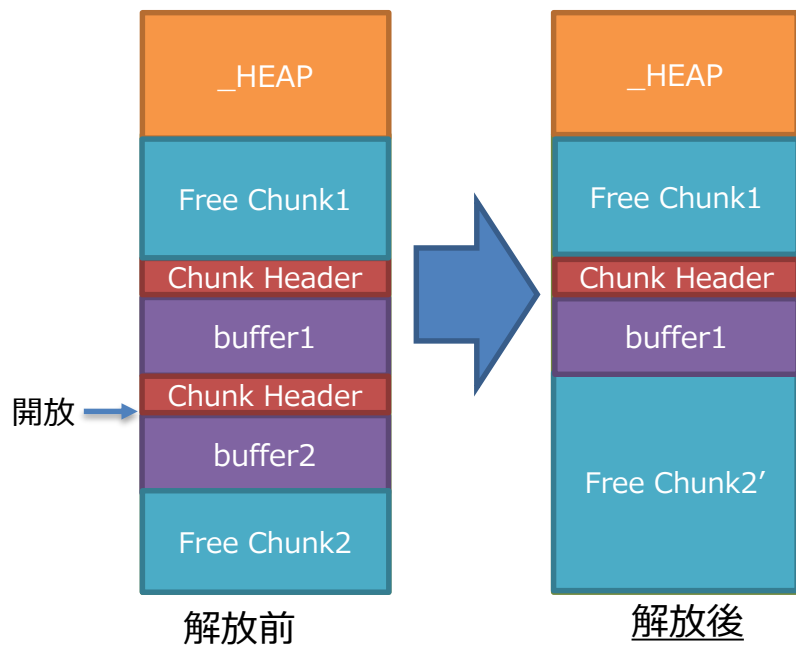 _HEAP
Free Chunk1
Chunk Header
buffer1
Chunk Header
開放
buffer2
Free Chunk2
解放前
_HEAP
Free Chunk1
Chunk Header
buffer1
Free Chunk2’
解放後